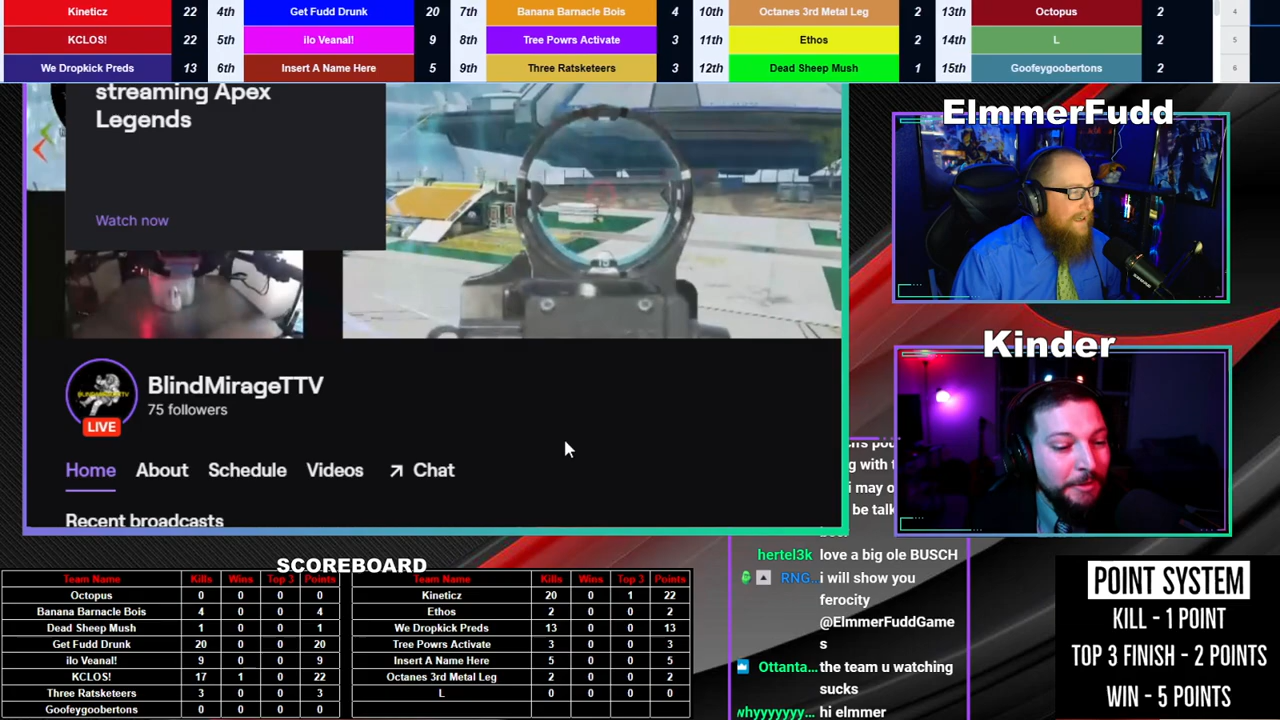 Kineticz 22 4th Get Fudd Drunk 20 7th Banana Barnacle Bois 4 10th Octanes 3rd Metal Leg 2 13th Octopus 2 4
KCLOS! 22 5th ilo Veanal! 9 8th Tree Powrs Activate 3 11th Ethos 2 14th L 2 5
We Dropkick Preds 13 6th Insert A Name Here 5 9th Three Ratsketeers 3 12th Dead Sheep Mush 1 15th Goofeygoobertons 2 6
streaming Apex
Legends
Watch now
BlindMirageTTV
75 followers
LIVE
Home About Schedule Videos Chat
Recent broadcasts
ElmmerFudd
Kinder
g with
i may o
be talk
hertel3k love a big ole BUSCH
RNG... i will show you
ferocity
@ElmmerFuddGame
s
Ottanta... the team u watching
sucks
whyyyyyyy... hi elmmer
SCOREBOARD
Team Name Kills Wins Top 3 Points
Octopus 0 0 0 0
Banana Barnacle Bois 4 0 0 4
Dead Sheep Mush 1 0 0 1
Get Fudd Drunk 20 0 0 20
ilo Veanal! 9 0 0 9
KCLOS! 17 1 0 22
Three Ratsketeers 3 0 0 3
Goofeygoobertons 0 0 0 0
Team Name Kills Wins Top 3 Points
Kineticz 20 0 1 22
Ethos 2 0 0 2
We Dropkick Preds 13 0 0 13
Tree Powrs Activate 3 0 0 3
Insert A Name Here 5 0 0 5
Octanes 3rd Metal Leg 2 0 0 2
L 0 0 0 0
POINT SYSTEM
KILL - 1 POINT
TOP 3 FINISH - 2 POINTS
WIN - 5 POINTS